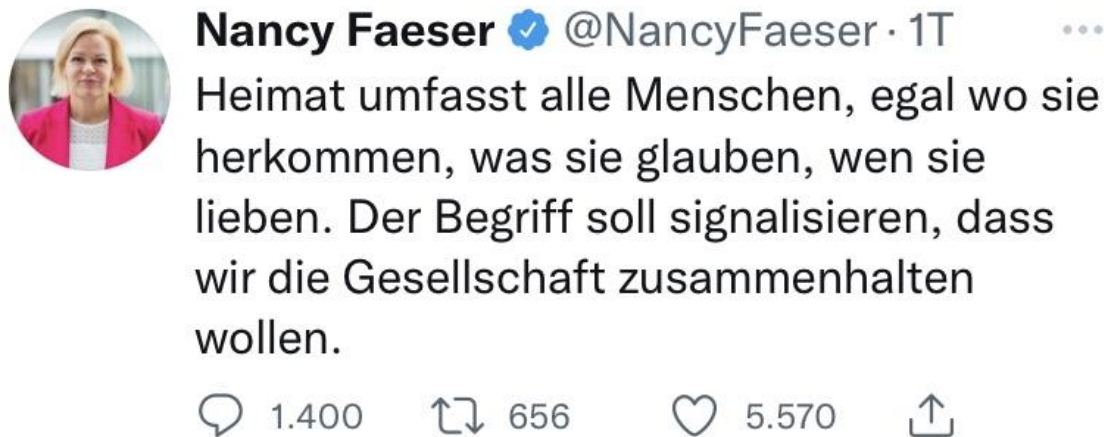 Nancy Faeser @NancyFaeser · 1T
Heimat umfasst alle Menschen, egal wo sie
herkommen, was sie glauben, wen sie
lieben. Der Begriff soll signalisieren, dass
wir die Gesellschaft zusammenhalten
wollen.
1.400 656 5.570